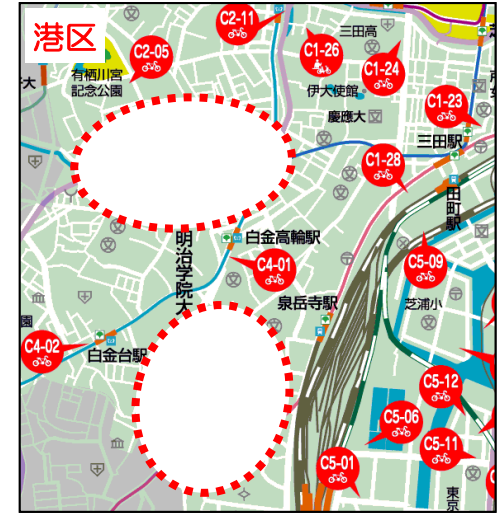 港区
C2-11
C2-05
三田高
C1-26
C1-24
有栖川宮
記念公園
伊大使館
慶應大
C1-23
三田駅
C1-28
田町駅
明治学院大
白金高輪駅
C4-01
C5-09
泉岳寺駅
芝浦小
園
C4-02
白金台駅
C5-12
C5-06
C5-11
C5-01
東京